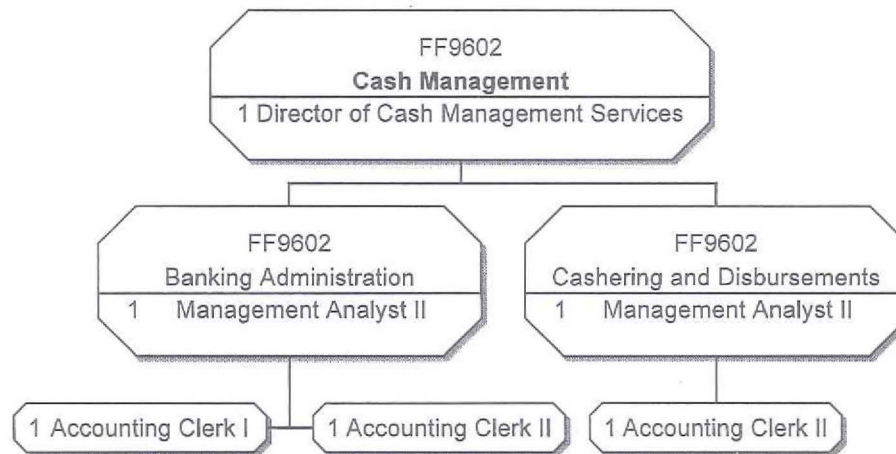 FF9602
Cash Management
1 Director of Cash Management Services
FF9602
Banking Administration
1 Management Analyst II
FF9602
Cashering and Disbursements
1 Management Analyst II
1 Accounting Clerk I
1 Accounting Clerk II
1 Accounting Clerk II